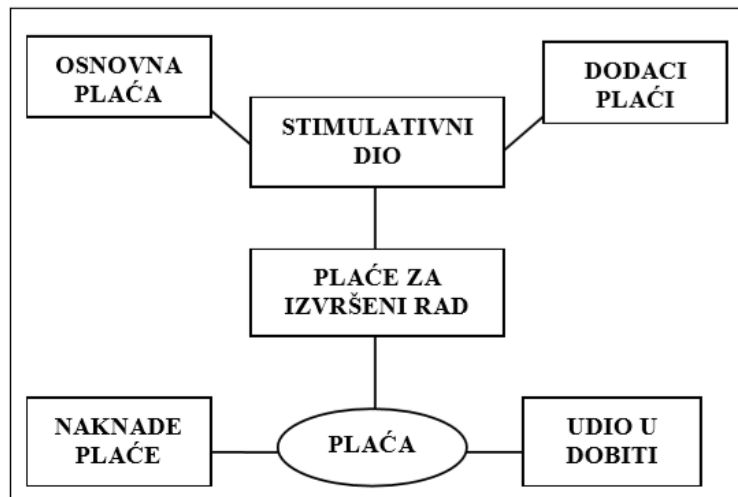 OSNOVNA
PLAĆA
DODACI
PLAĆI
STIMULATIVNI
DIO
PLAĆE ZA
IZVRŠENI RAD
NAKNADE
PLAĆE
PLAĆA
UDIO U
DOBITI